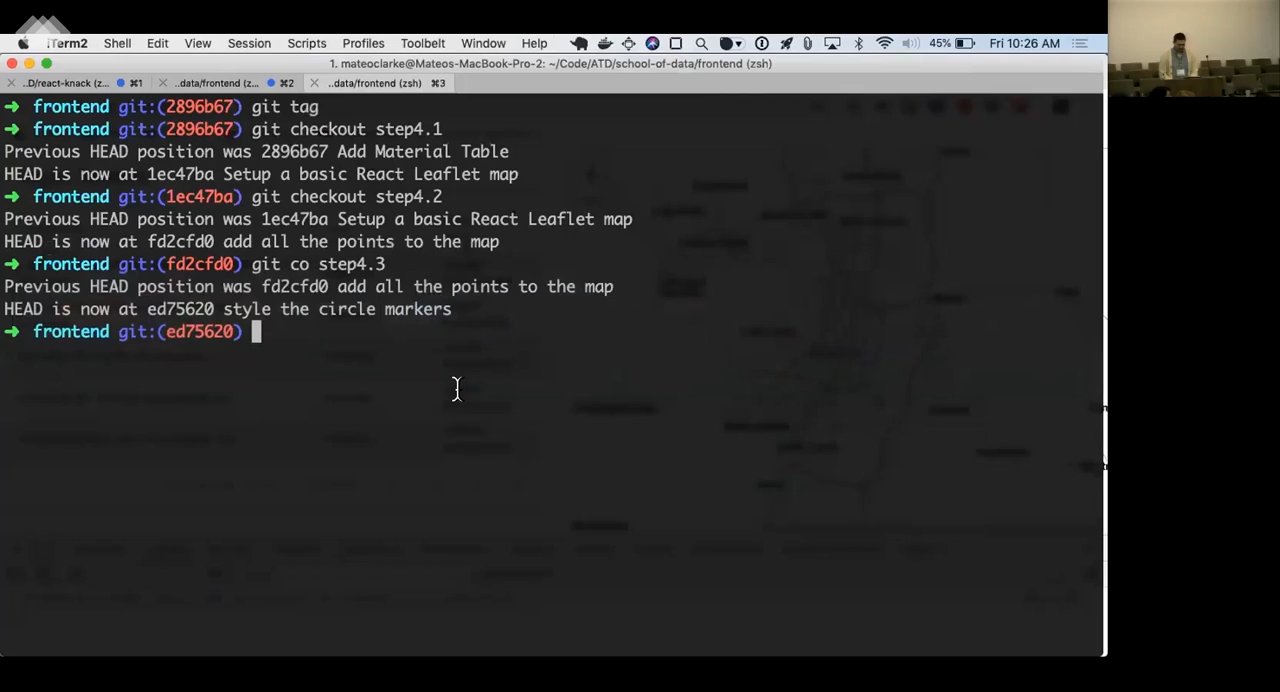 iTerm2 Shell Edit View Session Scripts Profiles Toolbelt Window Help 45% Fri 10:26 AM
1. mateoclarke@Mateos-MacBook-Pro-2: ~/Code/ATD/school-of-data/frontend (zsh)
..D/react-knack (z... ⌘1 ..data/frontend (z... ⌘2 ..data/frontend (zsh) ⌘3
➜ frontend git:(2896b67) git tag
➜ frontend git:(2896b67) git checkout step4.1
Previous HEAD position was 2896b67 Add Material Table
HEAD is now at 1ec47ba Setup a basic React Leaflet map
➜ frontend git:(1ec47ba) git checkout step4.2
Previous HEAD position was 1ec47ba Setup a basic React Leaflet map
HEAD is now at fd2cfd0 add all the points to the map
➜ frontend git:(fd2cfd0) git co step4.3
Previous HEAD position was fd2cfd0 add all the points to the map
HEAD is now at ed75620 style the circle markers
➜ frontend git:(ed75620)